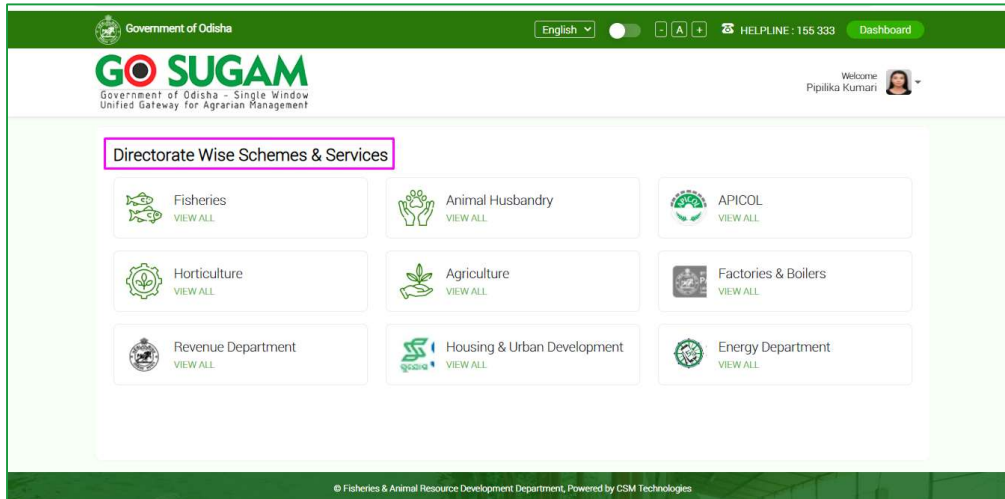 Government of Odisha
English
- A +
HELPLINE : 155 333
Dashboard
GO SUGAM
Government of Odisha - Single Window
Unified Gateway for Agrarian Management
Welcome
Pipilika Kumari
Directorate Wise Schemes & Services
Fisheries
VIEW ALL
Animal Husbandry
VIEW ALL
APICOL
APICOL
VIEW ALL
Horticulture
VIEW ALL
Agriculture
VIEW ALL
Factories & Boilers
VIEW ALL
Revenue Department
VIEW ALL
Housing & Urban Development
VIEW ALL
Energy Department
VIEW ALL
© Fisheries & Animal Resource Development Department, Powered by CSM Technologies